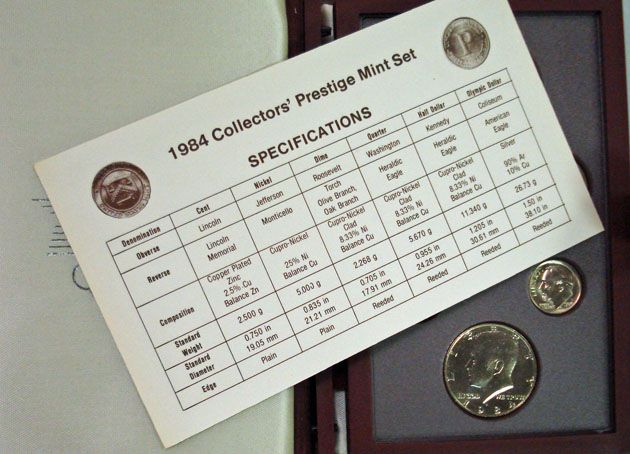 1984 Collectors' Prestige Mint Set
SPECIFICATIONS
Denomination Cent Nickel Dime Quarter Half Dollar Olympic Dollar
Obverse Lincoln Jefferson Roosevelt Washington Kennedy Coliseum
Reverse Lincoln Monticello Torch Heraldic Heraldic American
Memorial Olive Branch, Eagle Eagle Eagle
Oak Branch
Composition Copper Plated Cupro-Nickel Cupro-Nickel Cupro-Nickel Cupro-Nickel Silver
Zinc 25% Ni Clad Clad Clad 90% Ar
2.5% Cu Balance Cu 8.33% Ni 8.33% Ni 8.33% Ni 10% Cu
Balance Zn Balance Cu Balance Cu Balance Cu
Standard 2.500 g 5.000 g 2.268 g 5.670 g 11.340 g 26.73 g
Weight
Standard 0.750 in 0.835 in 0.705 in 0.955 in 1.205 in 1.50 in
Diameter 19.05 mm 21.21 mm 17.91 mm 24.26 mm 30.61 mm 38.10 mm
Edge Plain Plain Reeded Reeded Reeded Reeded
P
WE TRUST
1984